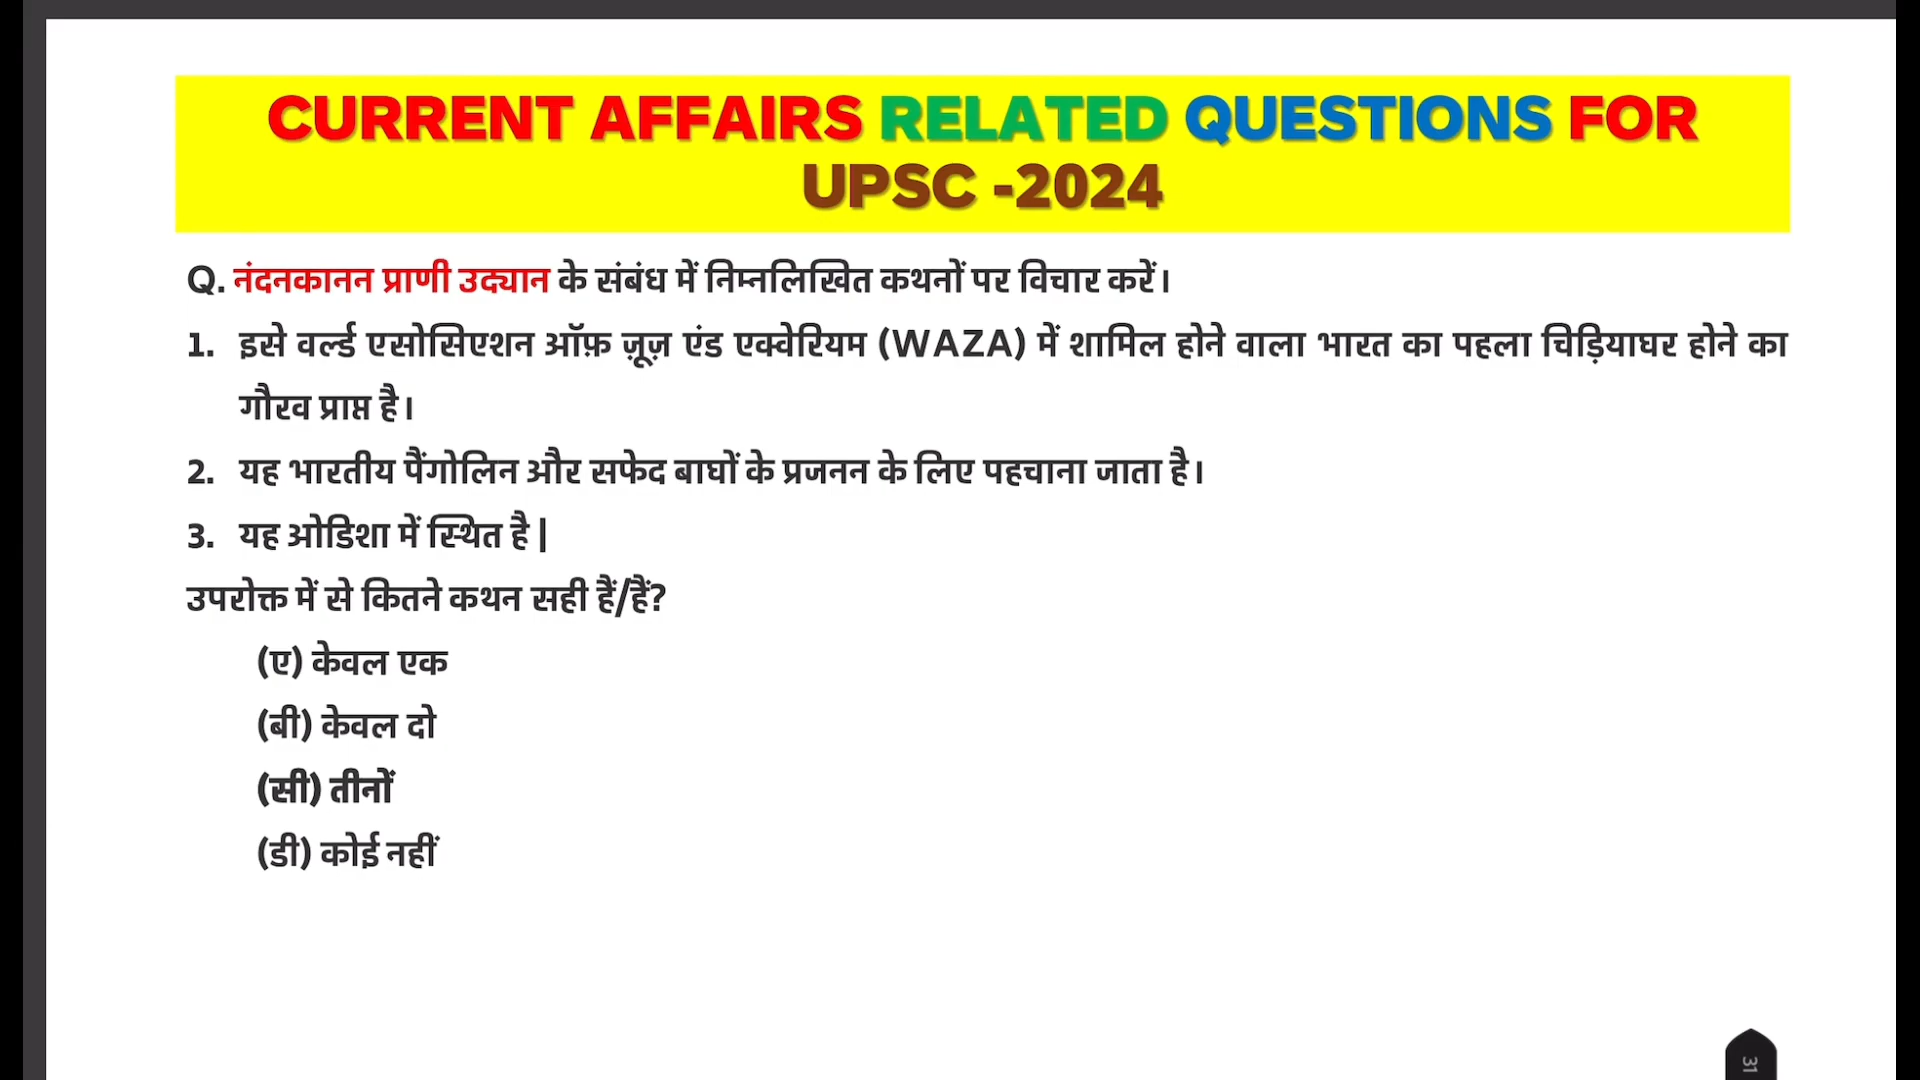 CURRENT AFFAIRS RELATED QUESTIONS FOR
UPSC -2024
Q. नंदनकानन प्राणी उद्यान के संबंध में निम्नलिखित कथनों पर विचार करें।
1. इसे वर्ल्ड एसोसिएशन ऑफ़ ज़ूज़ एंड एक्वेरियम (WAZA) में शामिल होने वाला भारत का पहला चिड़ियाघर होने का
गौरव प्राप्त है।
2. यह भारतीय पैंगोलिन और सफेद बाघों के प्रजनन के लिए पहचाना जाता है।
3. यह ओडिशा में स्थित है|
उपरोक्त में से कितने कथन सही हैं/हैं?
(ए) केवल एक
(बी) केवल दो
(सी) तीनों
(डी) कोई नहीं
31